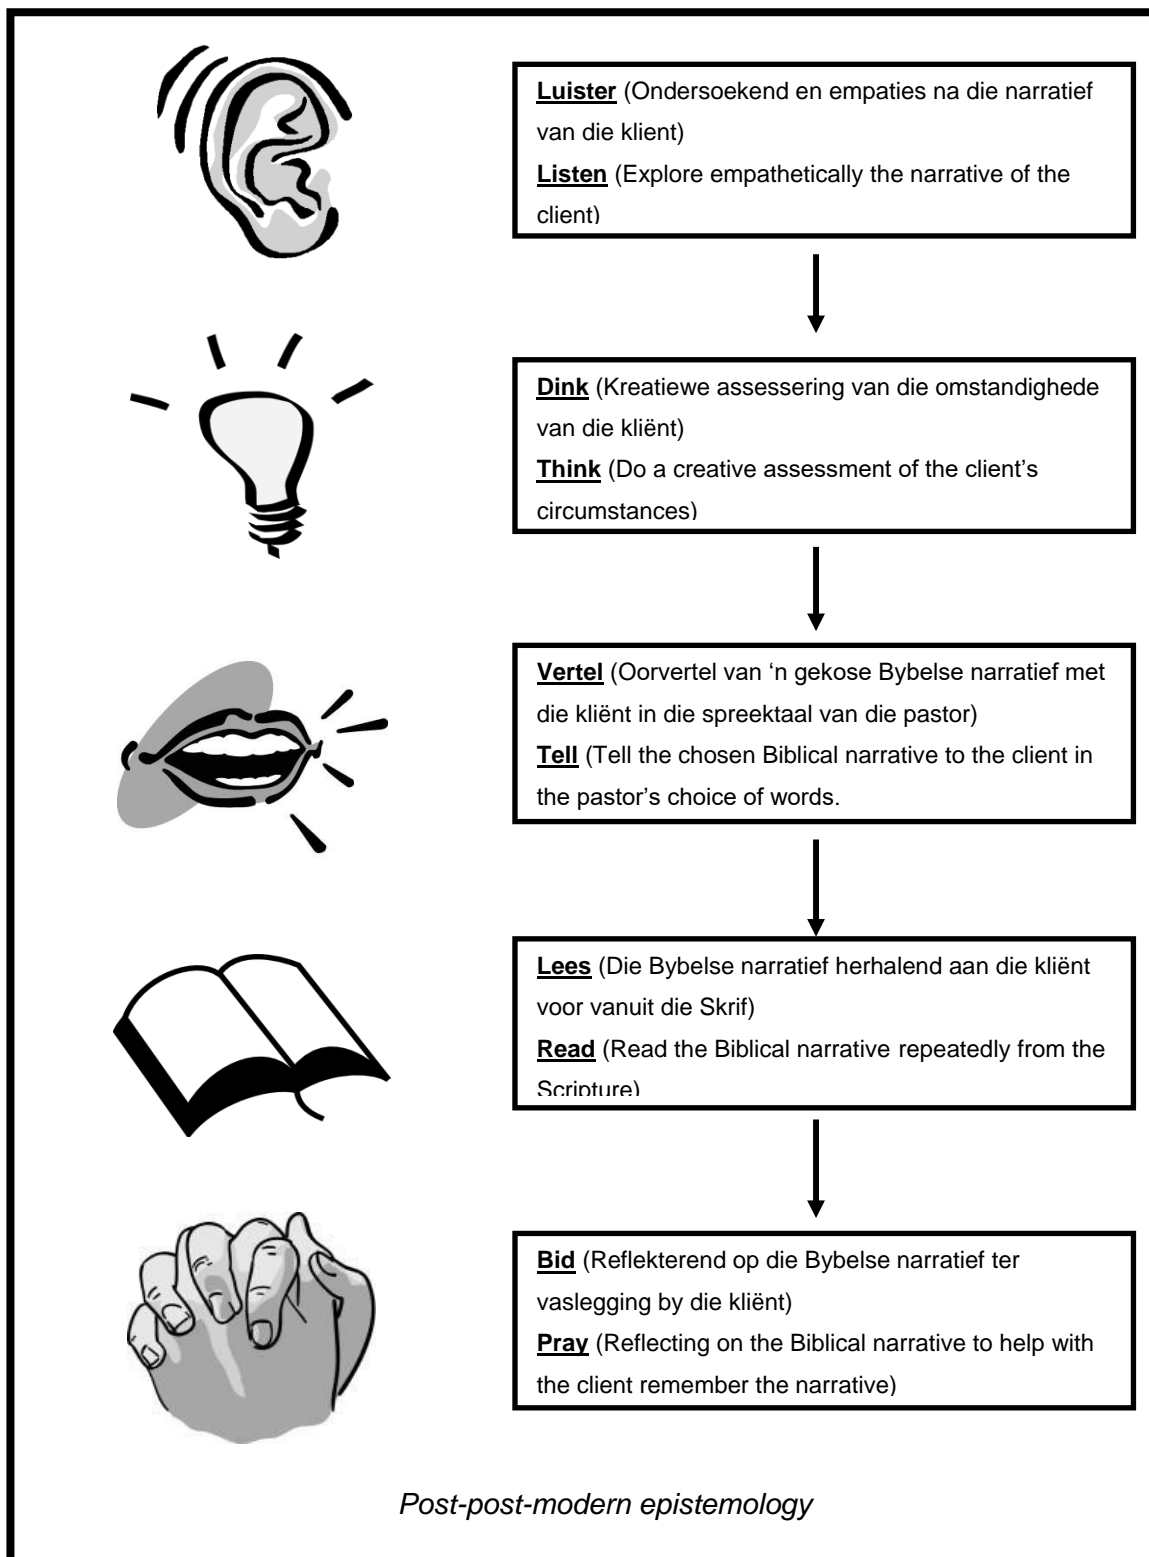 Luister (Ondersoekend en empaties na die narratief
van die klient)
Listen (Explore empathetically the narrative of the
client)
Dink (Kreatiewe assessering van die omstandighede
van die kliënt)
Think (Do a creative assessment of the client’s
circumstances)
Vertel (Oorvertel van ‘n gekose Bybelse narratief met
die kliënt in die spreektaal van die pastor)
Tell (Tell the chosen Biblical narrative to the client in
the pastor’s choice of words.
Lees (Die Bybelse narratief herhalend aan die kliënt
voor vanuit die Skrif)
Read (Read the Biblical narrative repeatedly from the
Scripture)
Bid (Reflekterend op die Bybelse narratief ter
vaslegging by die kliënt)
Pray (Reflecting on the Biblical narrative to help with
the client remember the narrative)
Post-post-modern epistemology